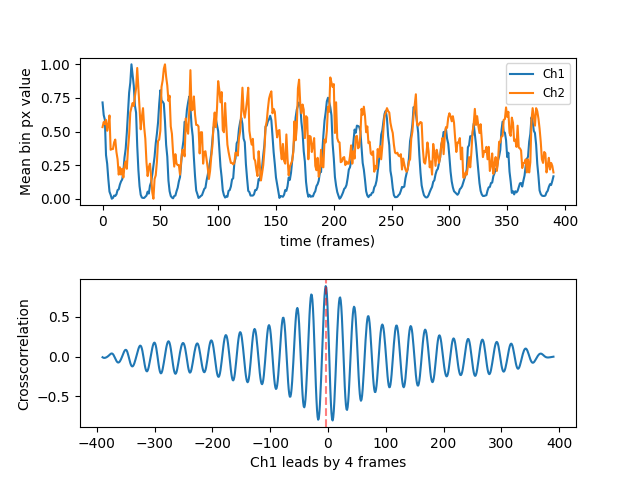 1.00
0.75
0.50
0.25
0.00
Mean bin px value
Ch1
Ch2
0 50 100 150 200 250 300 350 400
time (frames)
0.5
0.0
−0.5
Crosscorrelation
−400 −300 −200 −100 0 100 200 300 400
Ch1 leads by 4 frames